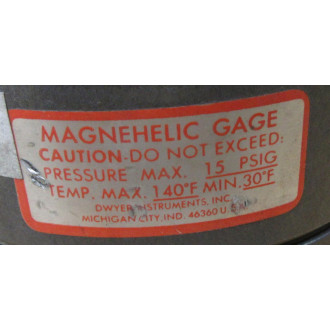 MAGNEHELIC GAGE
CAUTION-DO NOT EXCEED:
PRESSURE MAX. 15 PSIG
TEMP. MAX. 140°F MIN. 30°F
DWYER INSTRUMENTS, INC.
MICHIGAN CITY, IND. 46360 U.S.